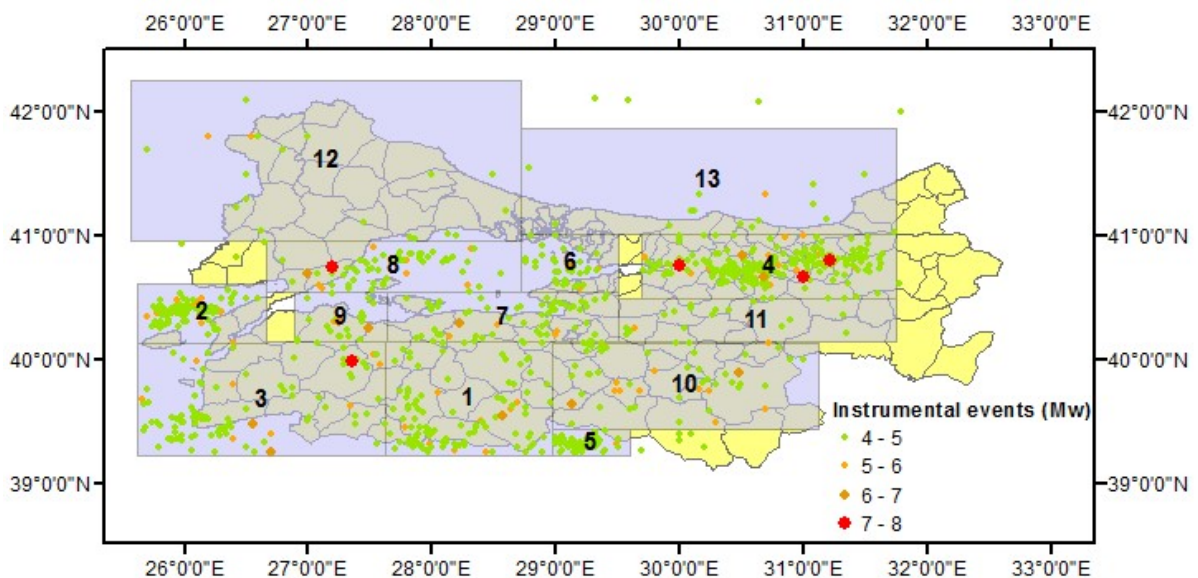 26°0'0"E 27°0'0"E 28°0'0"E 29°0'0"E 30°0'0"E 31°0'0"E 32°0'0"E 33°0'0"E
42°0'0"N 42°0'0"N
12
13
41°0'0"N 41°0'0"N
8 6 4
2 9 7 11
40°0'0"N 40°0'0"N
3 1 10
Instrumental events (Mw)
5
4 - 5
5 - 6
39°0'0"N 39°0'0"N
6 - 7
7 - 8
26°0'0"E 27°0'0"E 28°0'0"E 29°0'0"E 30°0'0"E 31°0'0"E 32°0'0"E 33°0'0"E